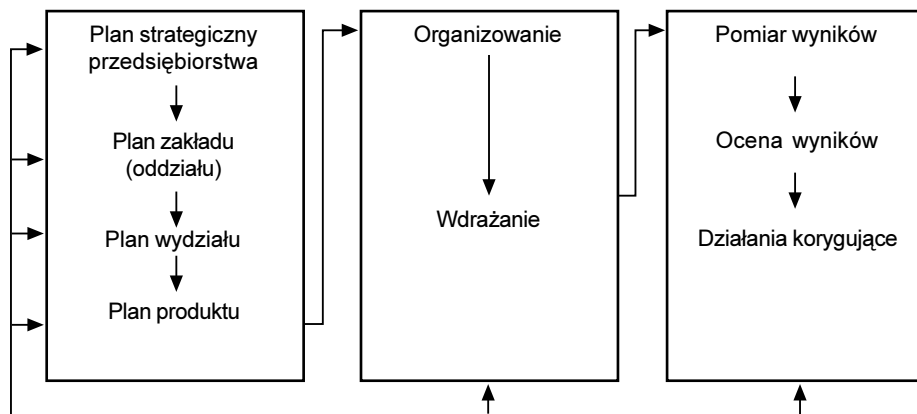 Plan strategiczny
przedsiębiorstwa
Plan zakładu
(oddziału)
Plan wydziału
Plan produktu
Organizowanie
Wdrażanie
Pomiar wyników
Ocena wyników
Działania korygujące